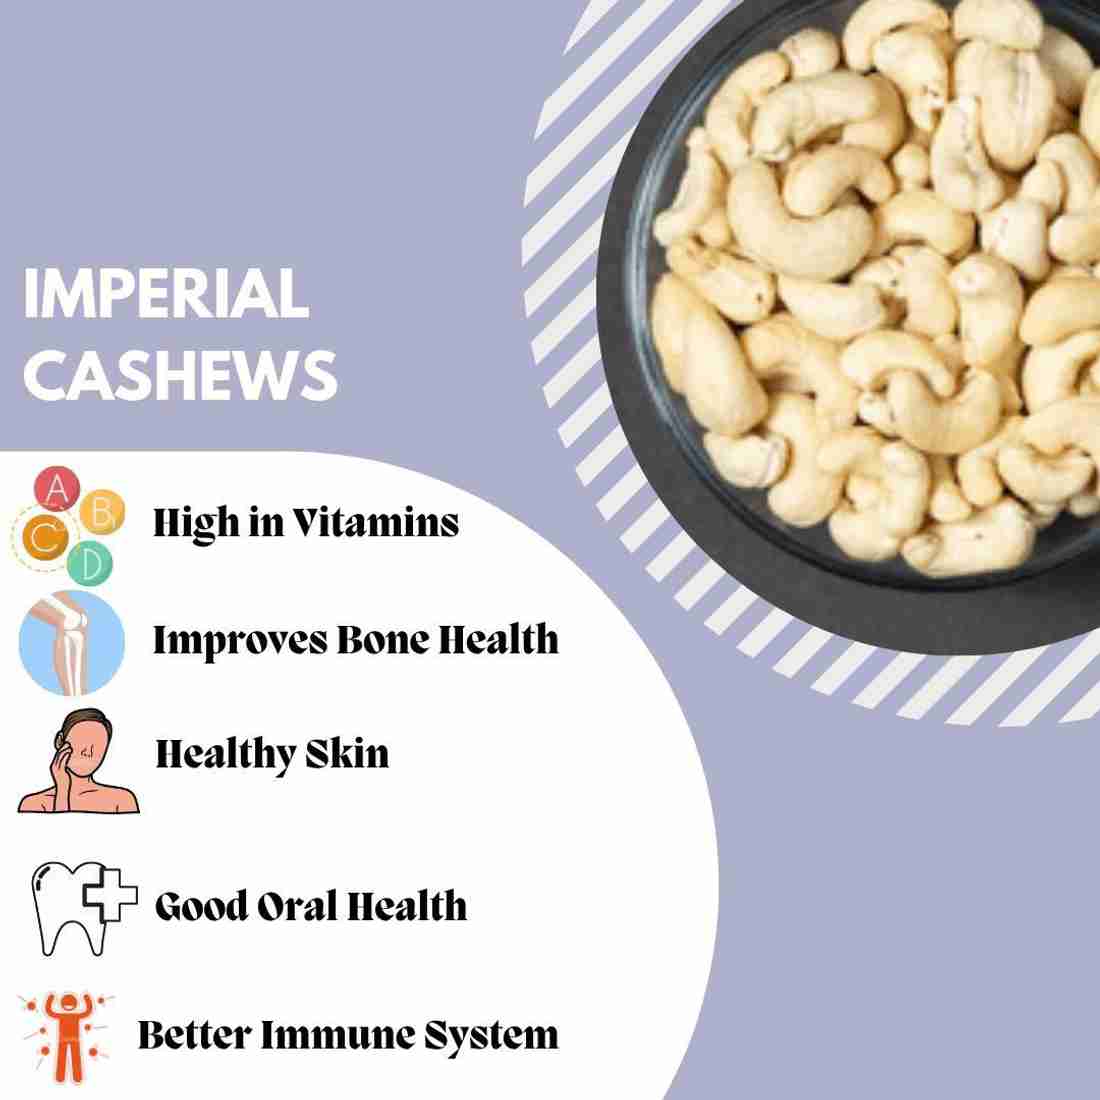 IMPERIAL
CASHEWS
A
B
C
D
High in Vitamins
Improves Bone Health
Healthy Skin
Good Oral Health
Better Immune System